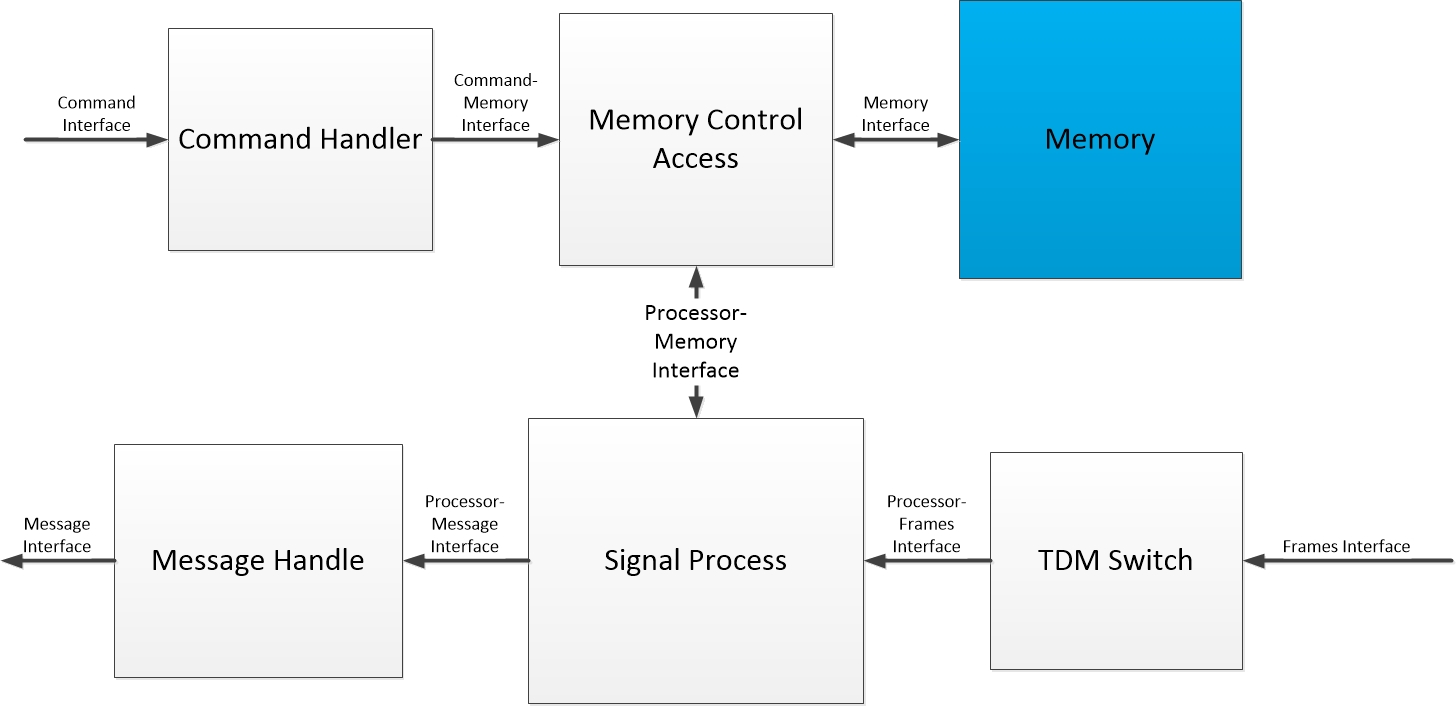 Command
Interface
Command Handler
Command-
Memory
Interface
Memory Control
Access
Memory
Interface
Memory
Processor-
Memory
Interface
Message
Interface
Message Handle
Processor-
Message
Interface
Signal Process
Processor-
Frames
Interface
TDM Switch
Frames Interface